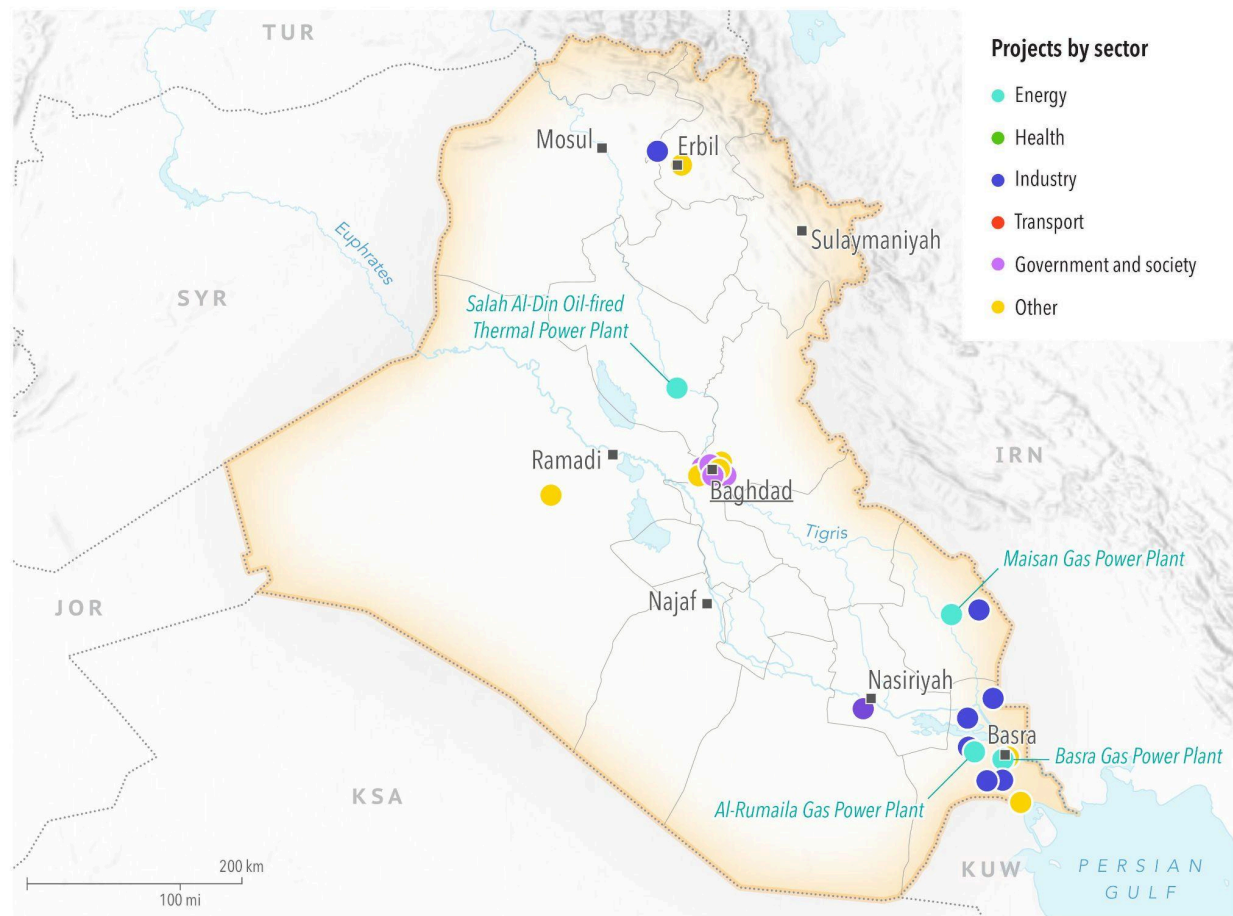 TUR
Projects by sector
Energy
Health
Industry
Transport
Government and society
Other
Mosul
Erbil
Sulaymaniyah
Euphrates
SYR
Salah Al-Din Oil-fired
Thermal Power Plant
IRN
Ramadi
Baghdad
Tigris
Maisan Gas Power Plant
JOR
Najaf
Nasiriyah
Basra
Basra Gas Power Plant
KSA
Al-Rumaila Gas Power Plant
KUW
PERSIAN
GULF
200 km
100 mi